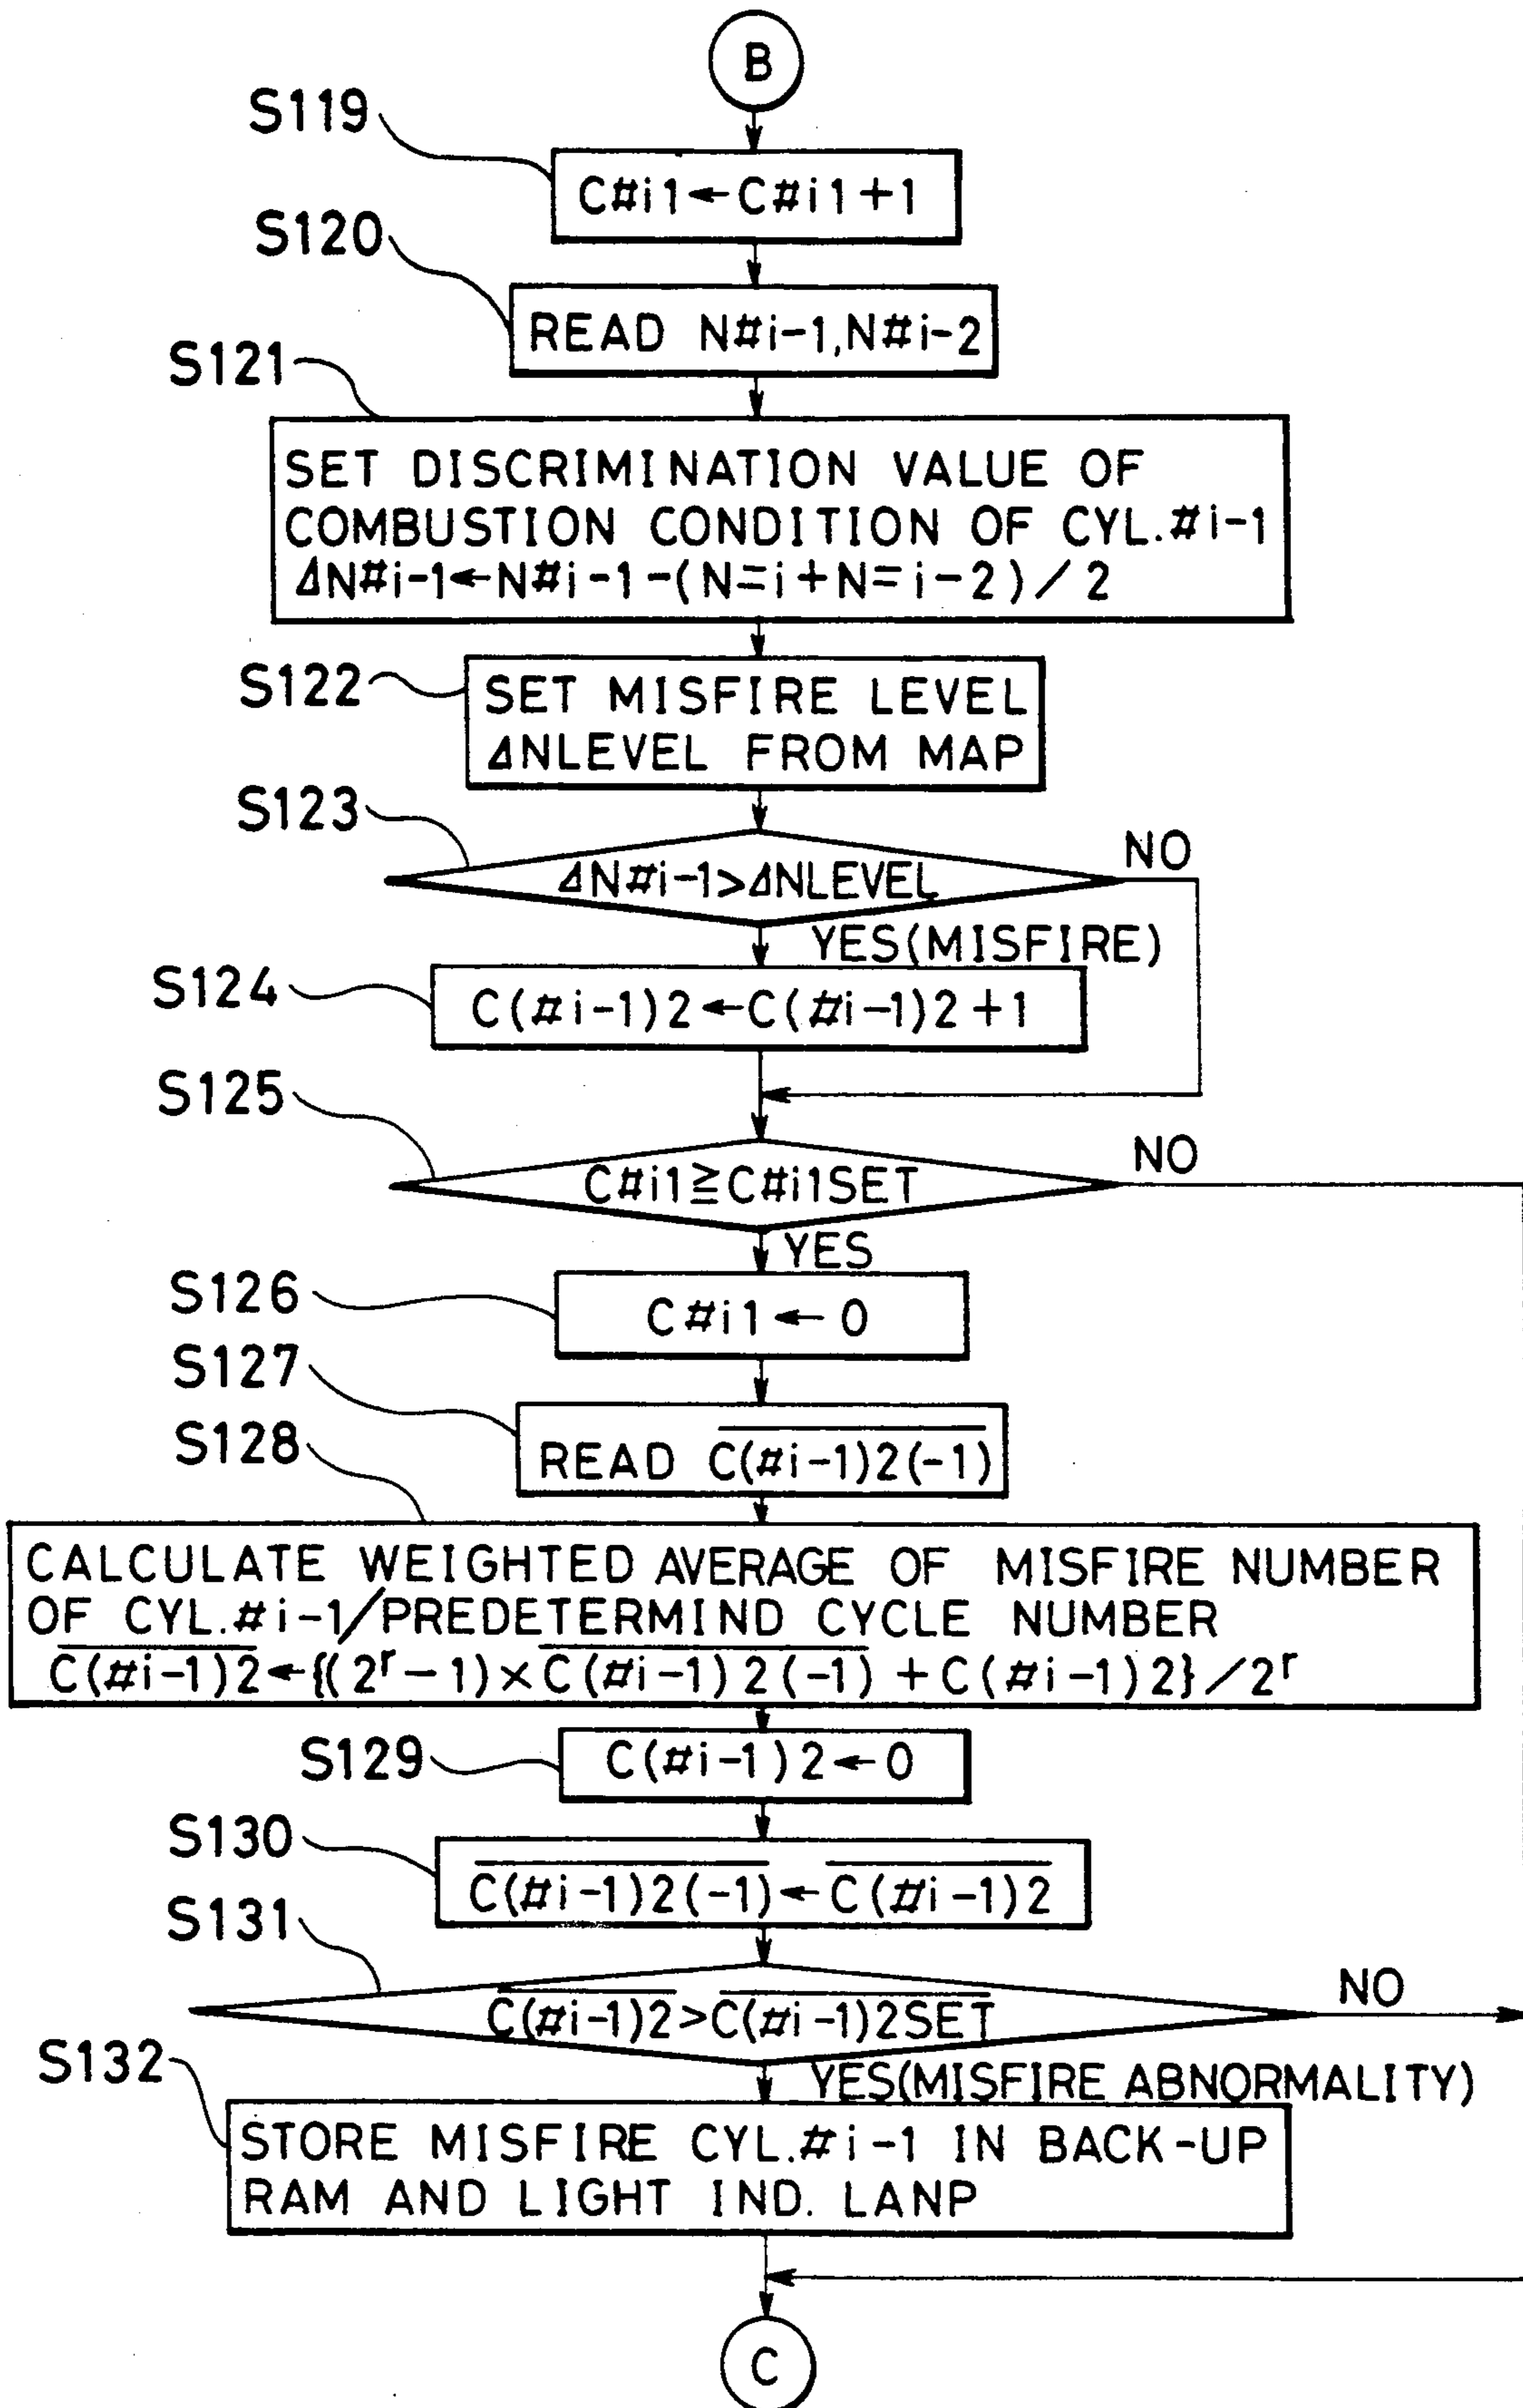 B
S119
C#i1←C#i1+1
S120
READ N#i-1,N#i-2
S121
SET DISCRIMINATION VALUE OF
COMBUSTION CONDITION OF CYL.#i-1
ΔN#i-1←N#i-1-(N=i+N=i-2)/2
S122
SET MISFIRE LEVEL
ΔNLEVEL FROM MAP
S123
ΔN#i-1>ΔNLEVEL
NO
YES(MISFIRE)
S124
C(#i-1)2←C(#i-1)2+1
S125
C#i1≧C#i1SET
NO
YES
S126
C#i1←0
S127
READ C̅(̅#̅i̅-̅1̅)̅2̅(̅-̅1̅)̅
S128
CALCULATE WEIGHTED AVERAGE OF MISFIRE NUMBER
OF CYL.#i-1/PREDETERMIND CYCLE NUMBER
C̅(̅#̅i̅-̅1̅)̅2̅←{(2ʳ-1)×C̅(̅#̅i̅-̅1̅)̅2̅(̅-̅1̅)̅+C(#i-1)2}/2ʳ
S129
C(#i-1)2←0
S130
C̅(̅#̅i̅-̅1̅)̅2̅(̅-̅1̅)̅←C̅(̅#̅i̅-̅1̅)̅2̅
S131
C̅(̅#̅i̅-̅1̅)̅2̅>C̅(̅#̅i̅-̅1̅)̅2̅S̅E̅T̅
NO
YES(MISFIRE ABNORMALITY)
S132
STORE MISFIRE CYL.#i-1 IN BACK-UP
RAM AND LIGHT IND. LANP
C